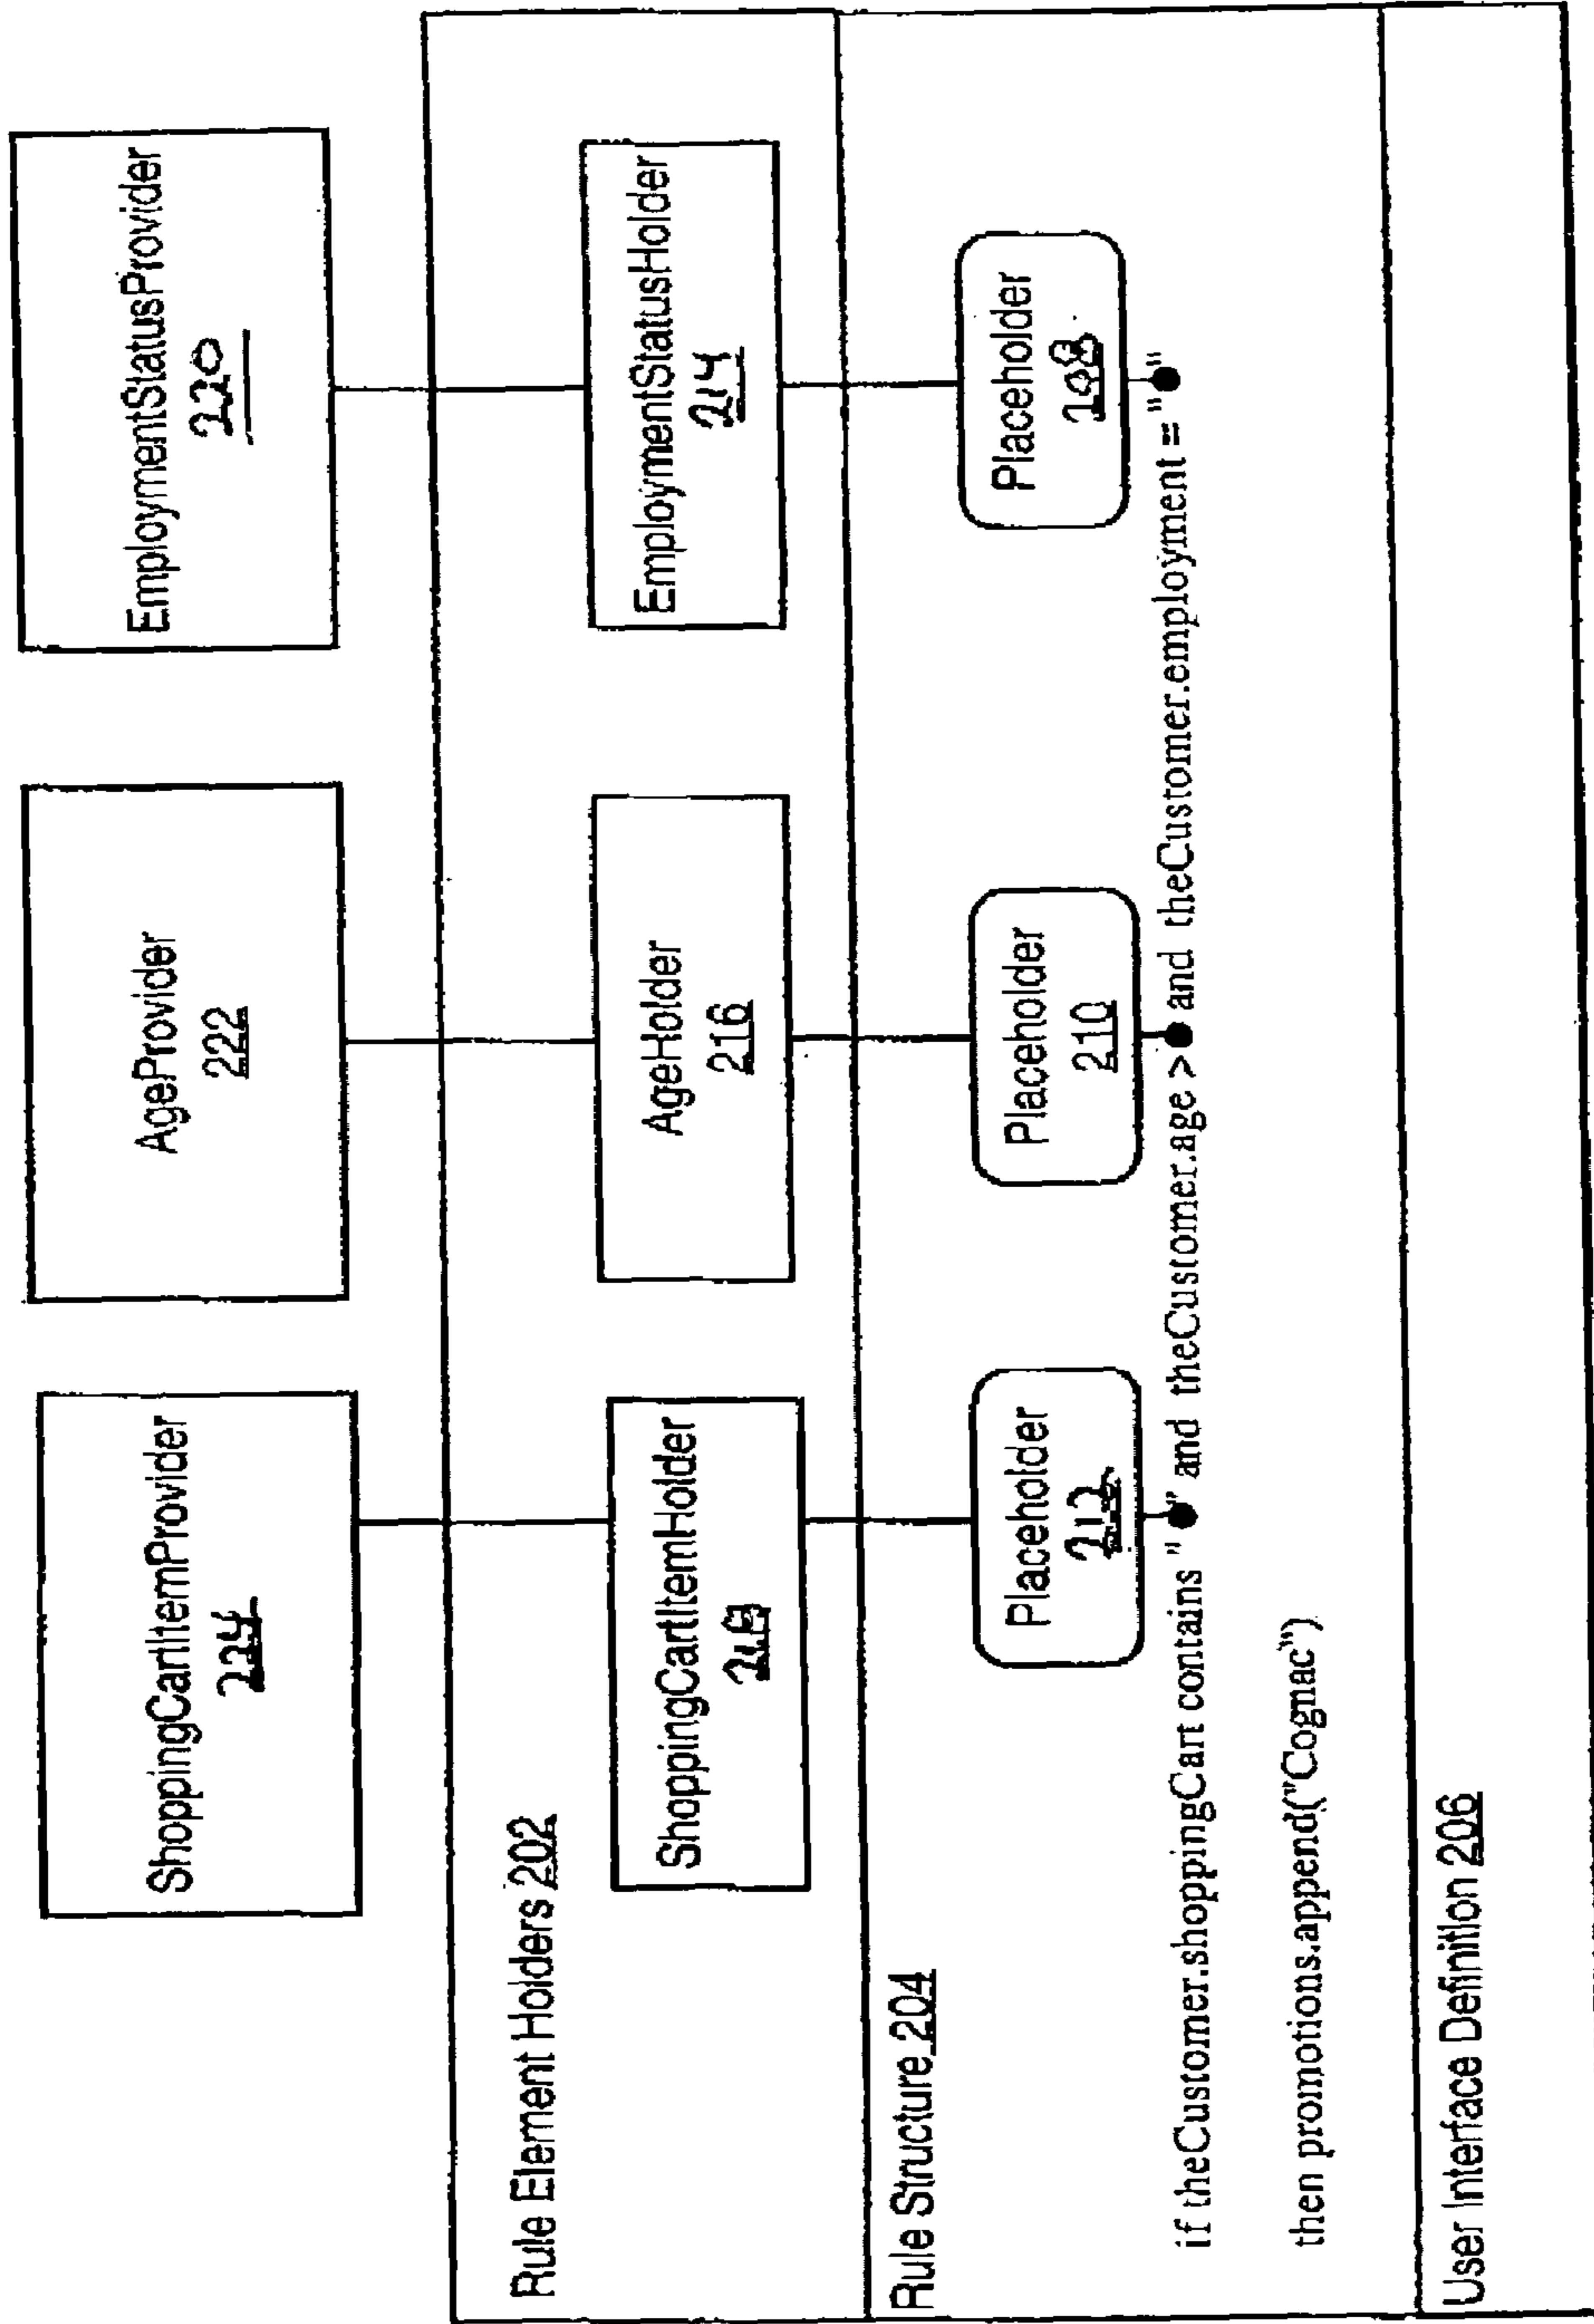 ShoppingCartItemProvider
224
AgeProvider
222
EmploymentStatusProvider
220
Rule Element Holders 202
ShoppingCartItemHolder
218
AgeHolder
216
EmploymentStatusHolder
214
Rule Structure 204
Placeholder
212
Placeholder
210
Placeholder
208
if theCustomer.shoppingCart contains " " and theCustomer.age > and theCustomer.employment = " "
then promotions.append("Cognac")
User Interface Definition 206